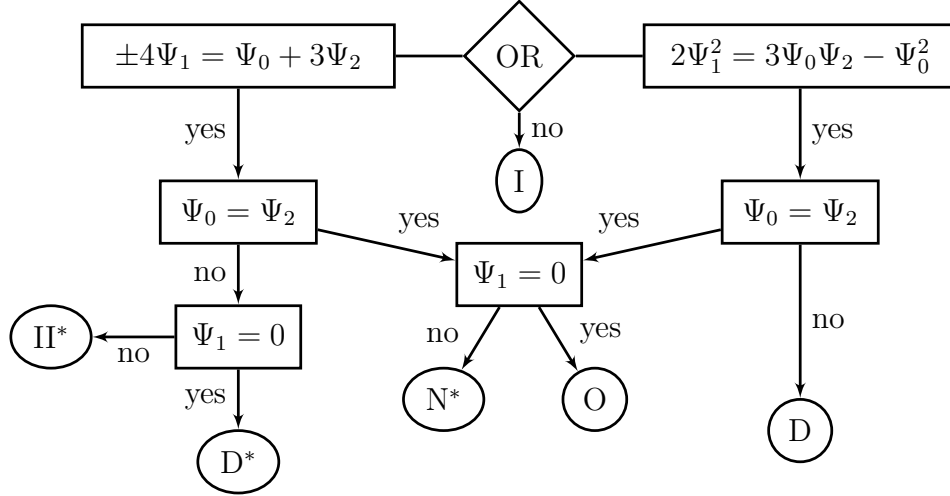 ±4Ψ₁ = Ψ₀ + 3Ψ₂
OR
2Ψ₁² = 3Ψ₀Ψ₂ − Ψ₀²
yes
no
yes
I
Ψ₀ = Ψ₂
yes
yes
Ψ₀ = Ψ₂
no
Ψ₁ = 0
II*
no
Ψ₁ = 0
no
yes
no
yes
N*
O
D
D*